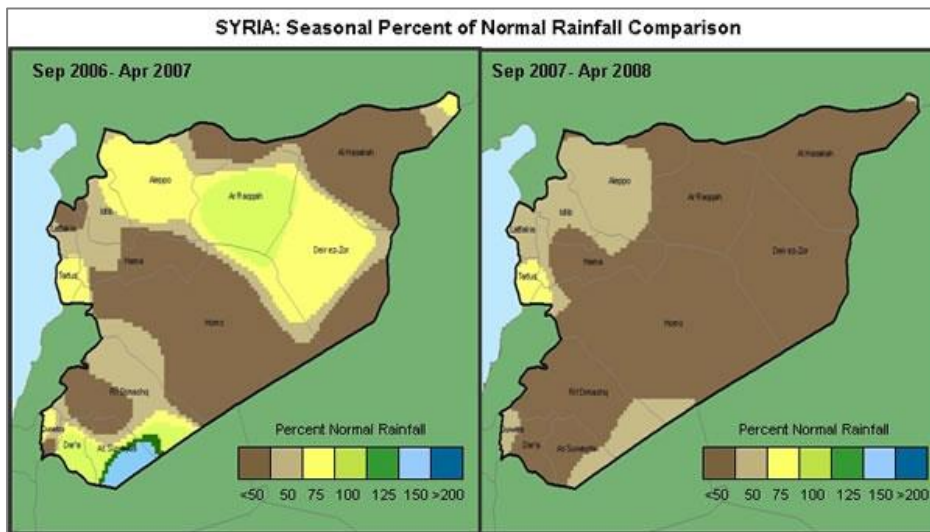 SYRIA: Seasonal Percent of Normal Rainfall Comparison
Sep 2006- Apr 2007
Al Hasakah
Aleppo
Ar Raqqah
Idlib
Lattakia
Deir ez-Zor
Hama
Tartus
Homs
Rif Dimashq
Dar'a
Percent Normal Rainfall
<50 50 75 100 125 150 >200
Sep 2007- Apr 2008
Al Hasakah
Aleppo
Ar Raqqah
Idlib
Lattakia
Deir ez-Zor
Hama
Tartus
Homs
Rif Dimashq
Dar'a
As Suwayda
Percent Normal Rainfall
<50 50 75 100 125 150 >200